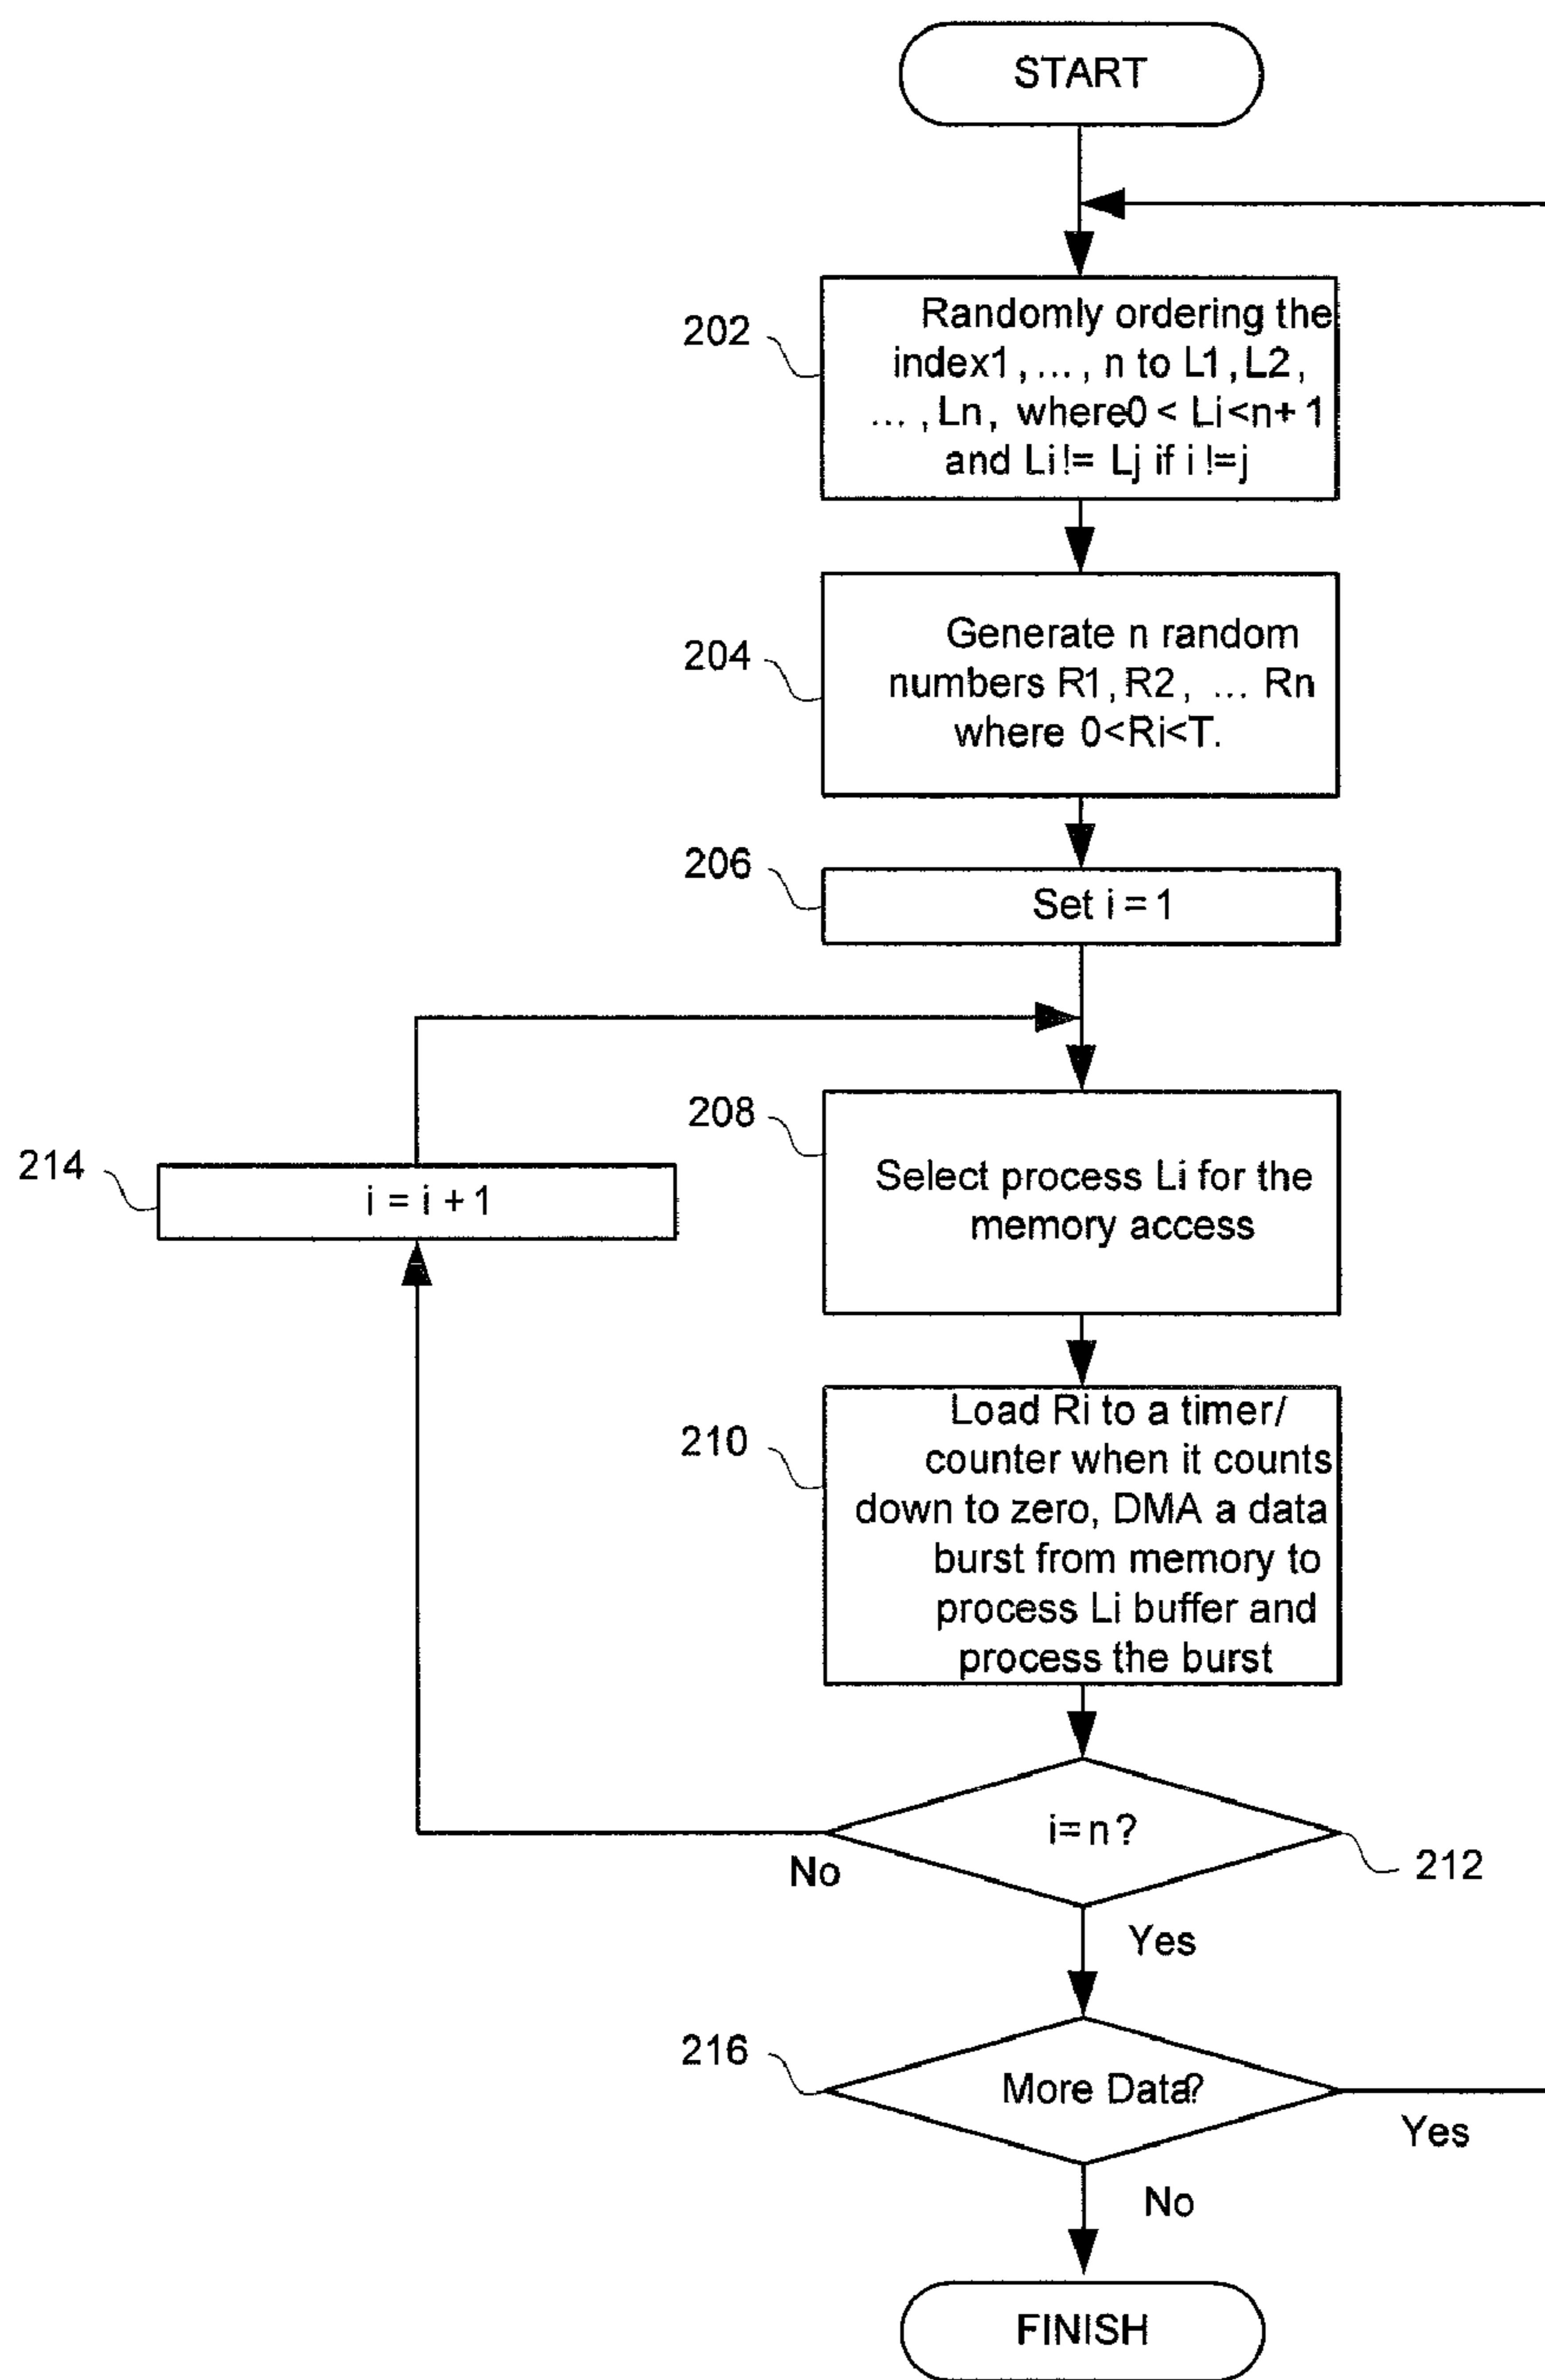 START
202
Randomly ordering the
index1, ... , n to L1, L2,
... , Ln, where0 < Li<n+ 1
and Li != Lj if i !=j
204
Generate n random
numbers R1, R2, ... Rn
where 0<Ri<T.
206
Set i = 1
208
Select process Li for the
memory access
214
i = i + 1
210
Load Ri to a timer/
counter when it counts
down to zero, DMA a data
burst from memory to
process Li buffer and
process the burst
i= n ?
212
No
Yes
216
More Data?
Yes
No
FINISH